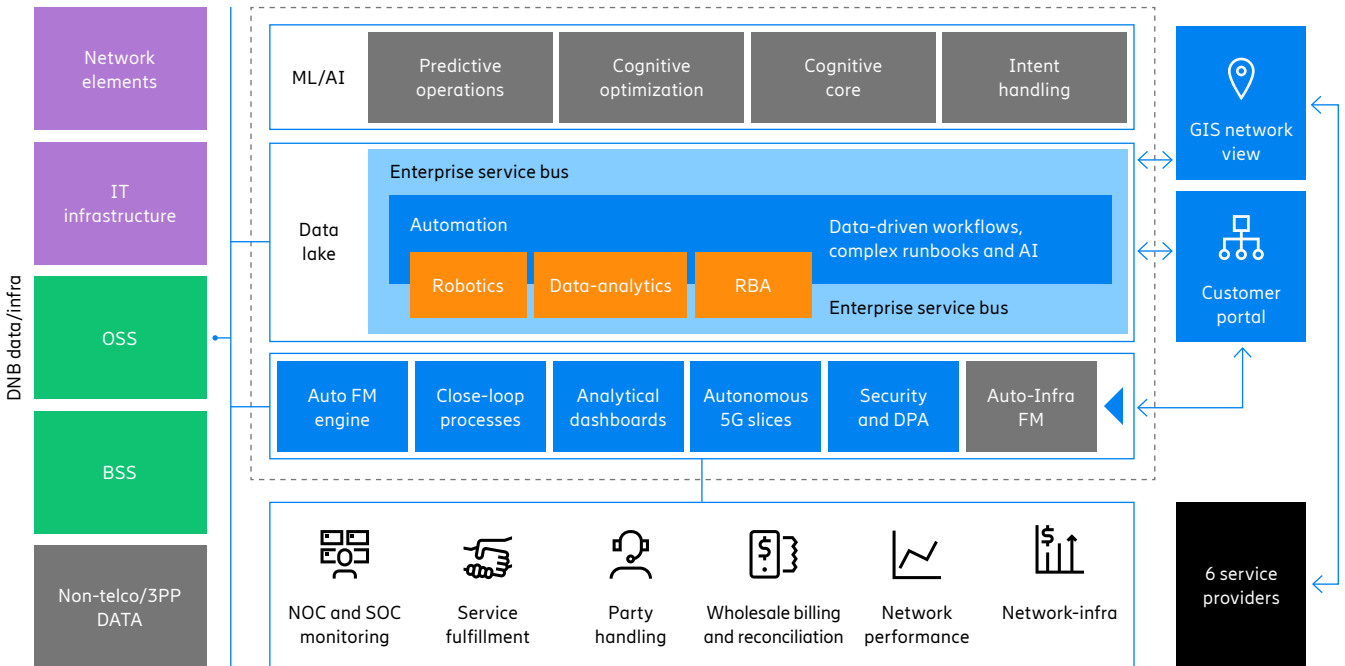 DNB data/infra
Network
elements
IT
infrastructure
OSS
BSS
Non-telco/3PP
DATA
ML/AI
Predictive
operations
Cognitive
optimization
Cognitive
core
Intent
handling
Data
lake
Enterprise service bus
Automation
Data-driven workflows,
complex runbooks and AI
Robotics
Data-analytics
RBA
Enterprise service bus
Auto FM
engine
Close-loop
processes
Analytical
dashboards
Autonomous
5G slices
Security
and DPA
Auto-Infra
FM
NOC and SOC
monitoring
Service
fulfillment
Party
handling
$
Wholesale billing
and reconciliation
Network
performance
$
Network-infra
GIS network
view
Customer
portal
6 service
providers